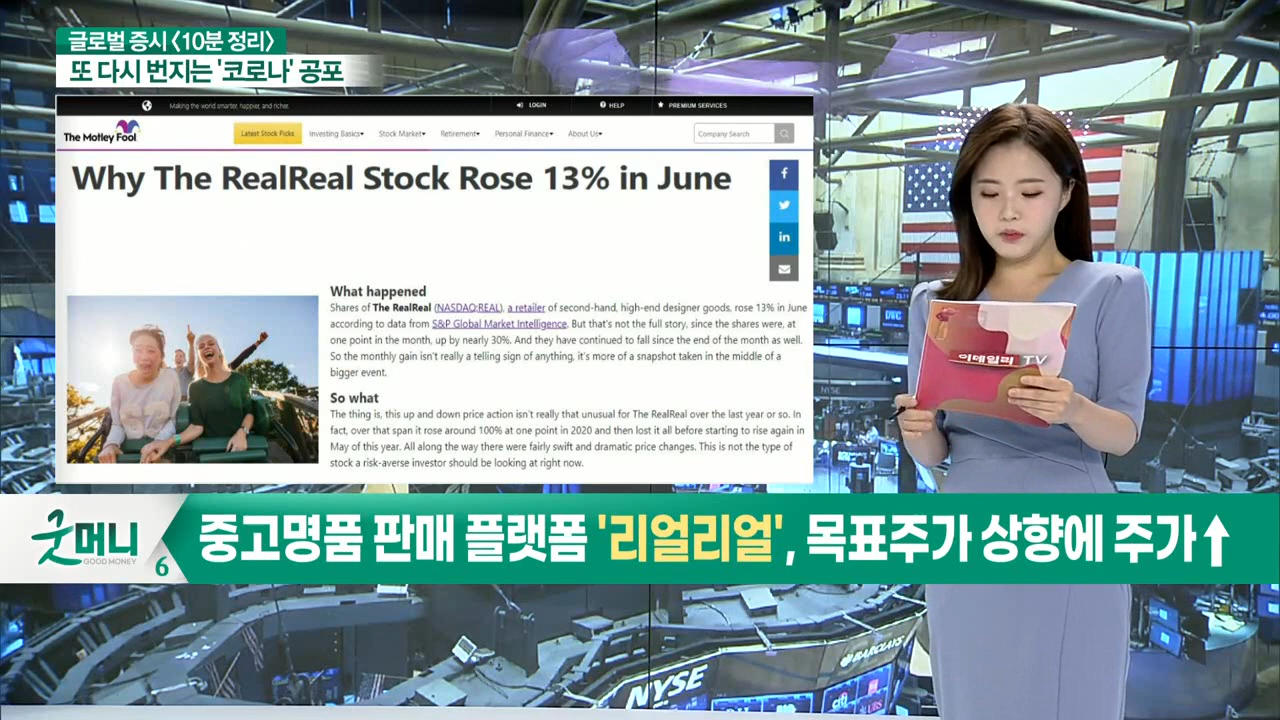 글로벌 증시 <10분 정리>
또 다시 번지는 '코로나' 공포
Making the world smarter, happier, and richer.
LOGIN
HELP
PREMIUM SERVICES
The Motley Fool
Latest Stock Picks
Investing Basics
Stock Market
Retirement
Personal Finance
About Us
Company Search
Why The RealReal Stock Rose 13% in June
What happened
Shares of The RealReal (NASDAQ:REAL), a retailer of second-hand, high-end designer goods, rose 13% in June
according to data from S&P Global Market Intelligence. But that's not the full story, since the shares were, at
one point in the month, up by nearly 30%. And they have continued to fall since the end of the month as well.
So the monthly gain isn't really a telling sign of anything, it's more of a snapshot taken in the middle of a
bigger event.
So what
The thing is, this up and down price action isn't really that unusual for The RealReal over the last year or so. In
fact, over that span it rose around 100% at one point in 2020 and then lost it all before starting to rise again in
May of this year. All along the way there were fairly swift and dramatic price changes. This is not the type of
stock a risk-averse investor should be looking at right now.
이데일리 TV
굿머니
GOOD MONEY
6
중고명품 판매 플랫폼 '리얼리얼', 목표주가 상향에 주가↑
NYSE
BARCLAYS
citi
UBS